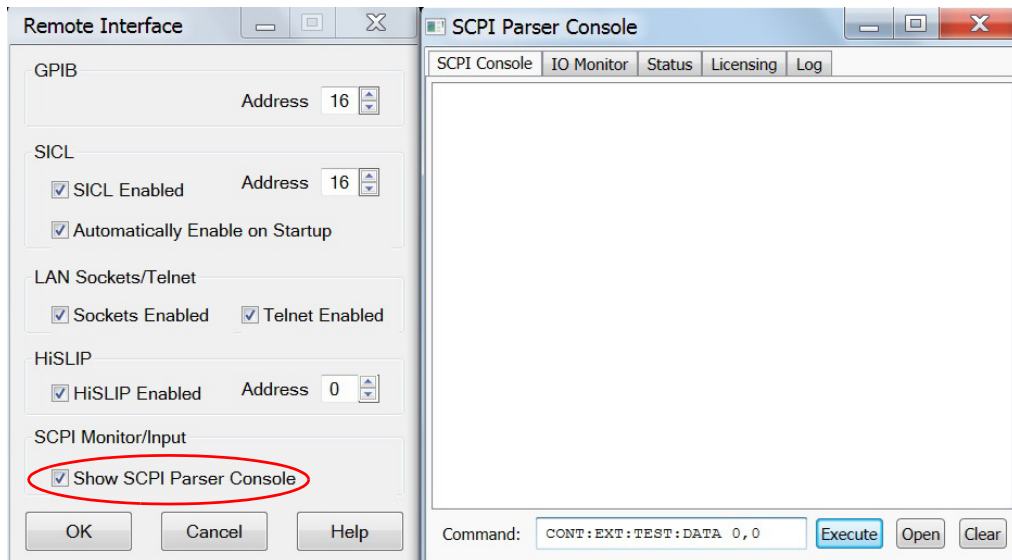 Remote Interface
GPIB
Address 16
SICL
SICL Enabled Address 16
Automatically Enable on Startup
LAN Sockets/Telnet
Sockets Enabled Telnet Enabled
HiSLIP
HiSLIP Enabled Address 0
SCPI Monitor/Input
Show SCPI Parser Console
OK Cancel Help
SCPI Parser Console
SCPI Console IO Monitor Status Licensing Log
Command: CONT:EXT:TEST:DATA 0,0 Execute Open Clear